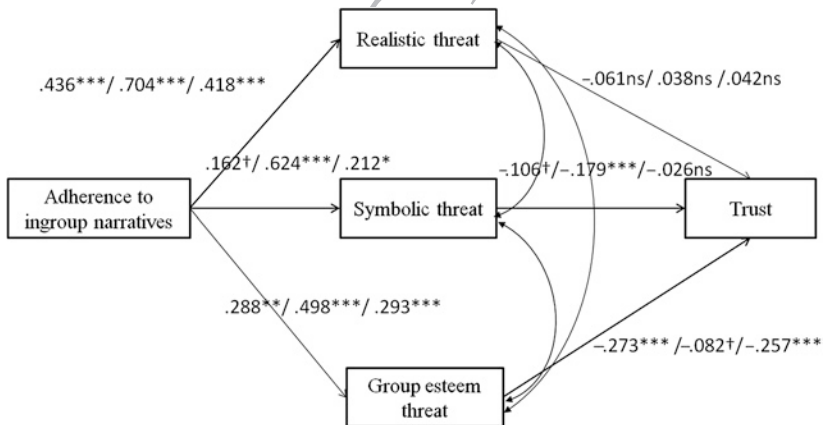 Realistic threat
.436***/ .704***/ .418***
−.061ns/ .038ns /.042ns
.162†/ .624***/ .212*
−.106†/−.179***/−.026ns
Adherence to
ingroup narratives
Symbolic threat
Trust
.288**/ .498***/ .293***
−.273*** /−.082†/−.257***
Group esteem
threat